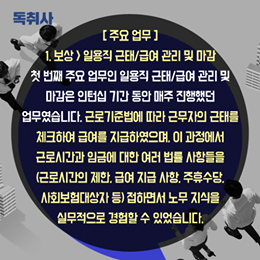 독취사
[ 주요 업무 ]
1. 보상 > 일용직 근태/급여 관리 및 마감
첫 번째 주요 업무인 일용직 근태/급여 관리 및
마감은 인턴십 기간 동안 매주 진행했던
업무였습니다. 근로기준법에 따라 근무자의 근태를
체크하여 급여를 지급하였으며, 이 과정에서
근로시간과 임금에 대한 여러 법률 사항들을
(근로시간의 제한, 급여 지급 사항, 주휴수당,
사회보험대상자 등) 접하면서 노무 지식을
실무적으로 경험할 수 있었습니다.